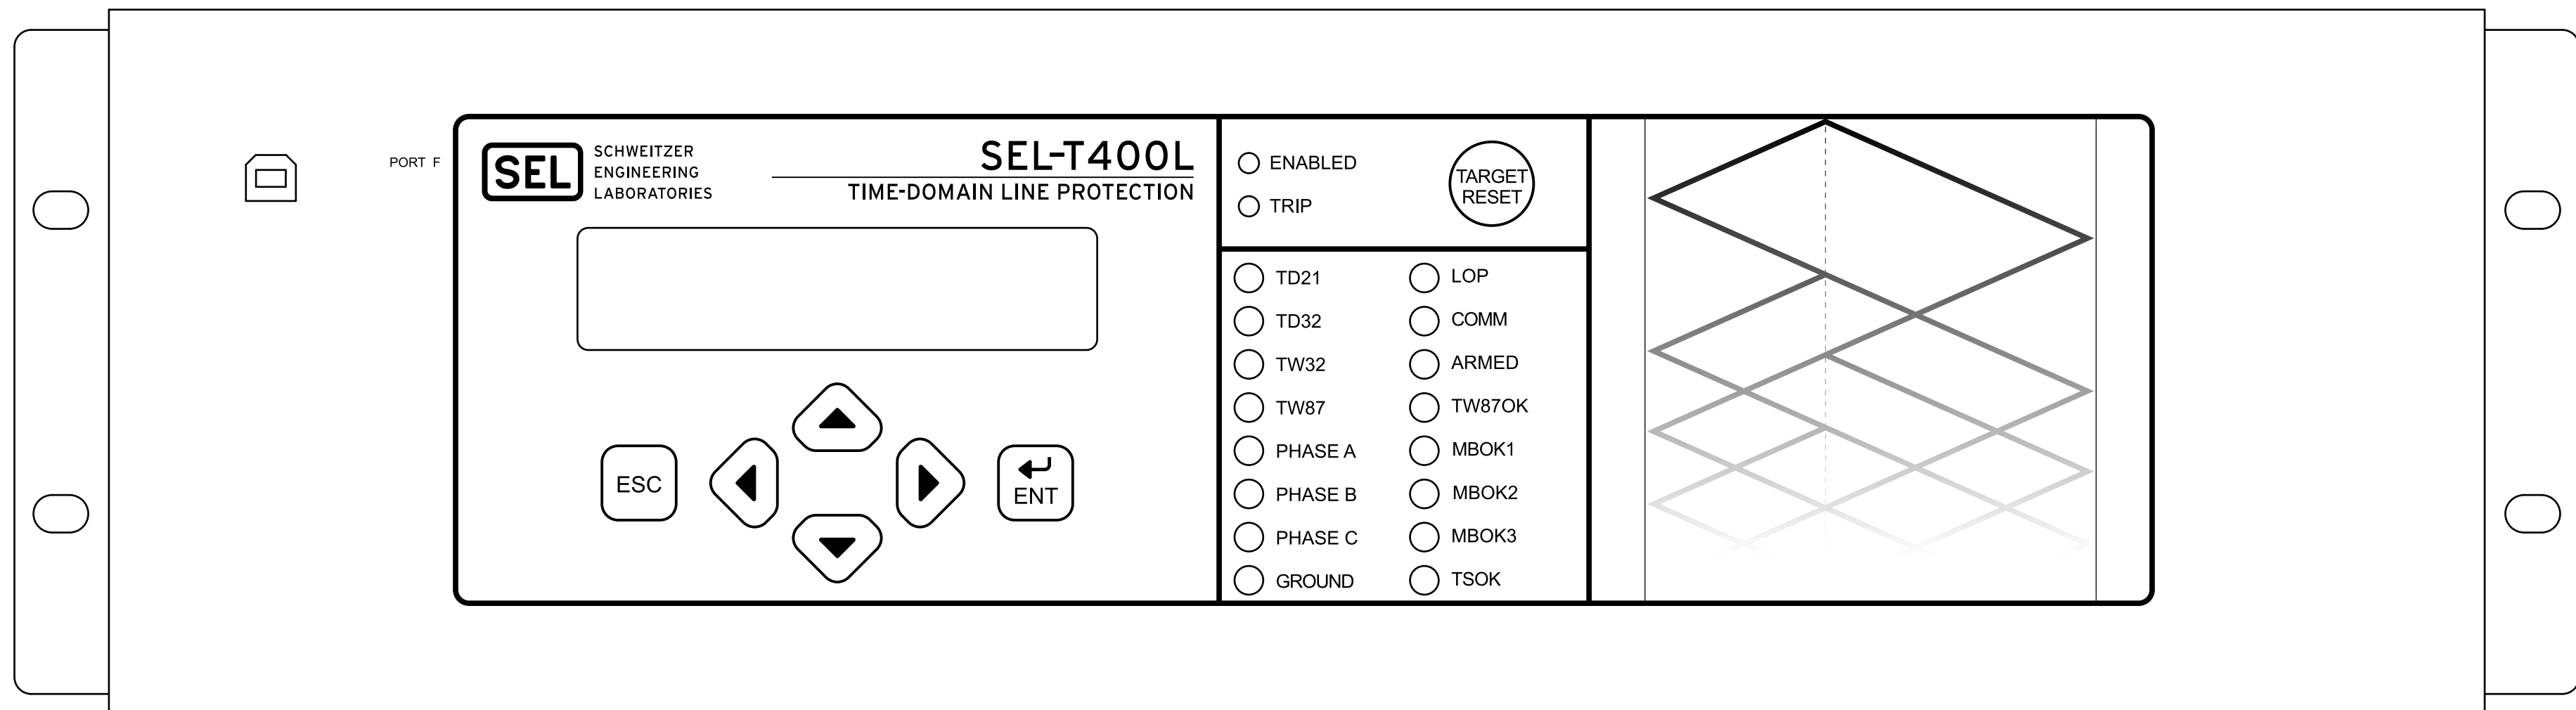 PORT F
SEL
SCHWEITZER
ENGINEERING
LABORATORIES
SEL-T400L
TIME-DOMAIN LINE PROTECTION
ESC
ENT
ENABLED
TRIP
TARGET
RESET
TD21
TD32
TW32
TW87
PHASE A
PHASE B
PHASE C
GROUND
LOP
COMM
ARMED
TW87OK
MBOK1
MBOK2
MBOK3
TSOK